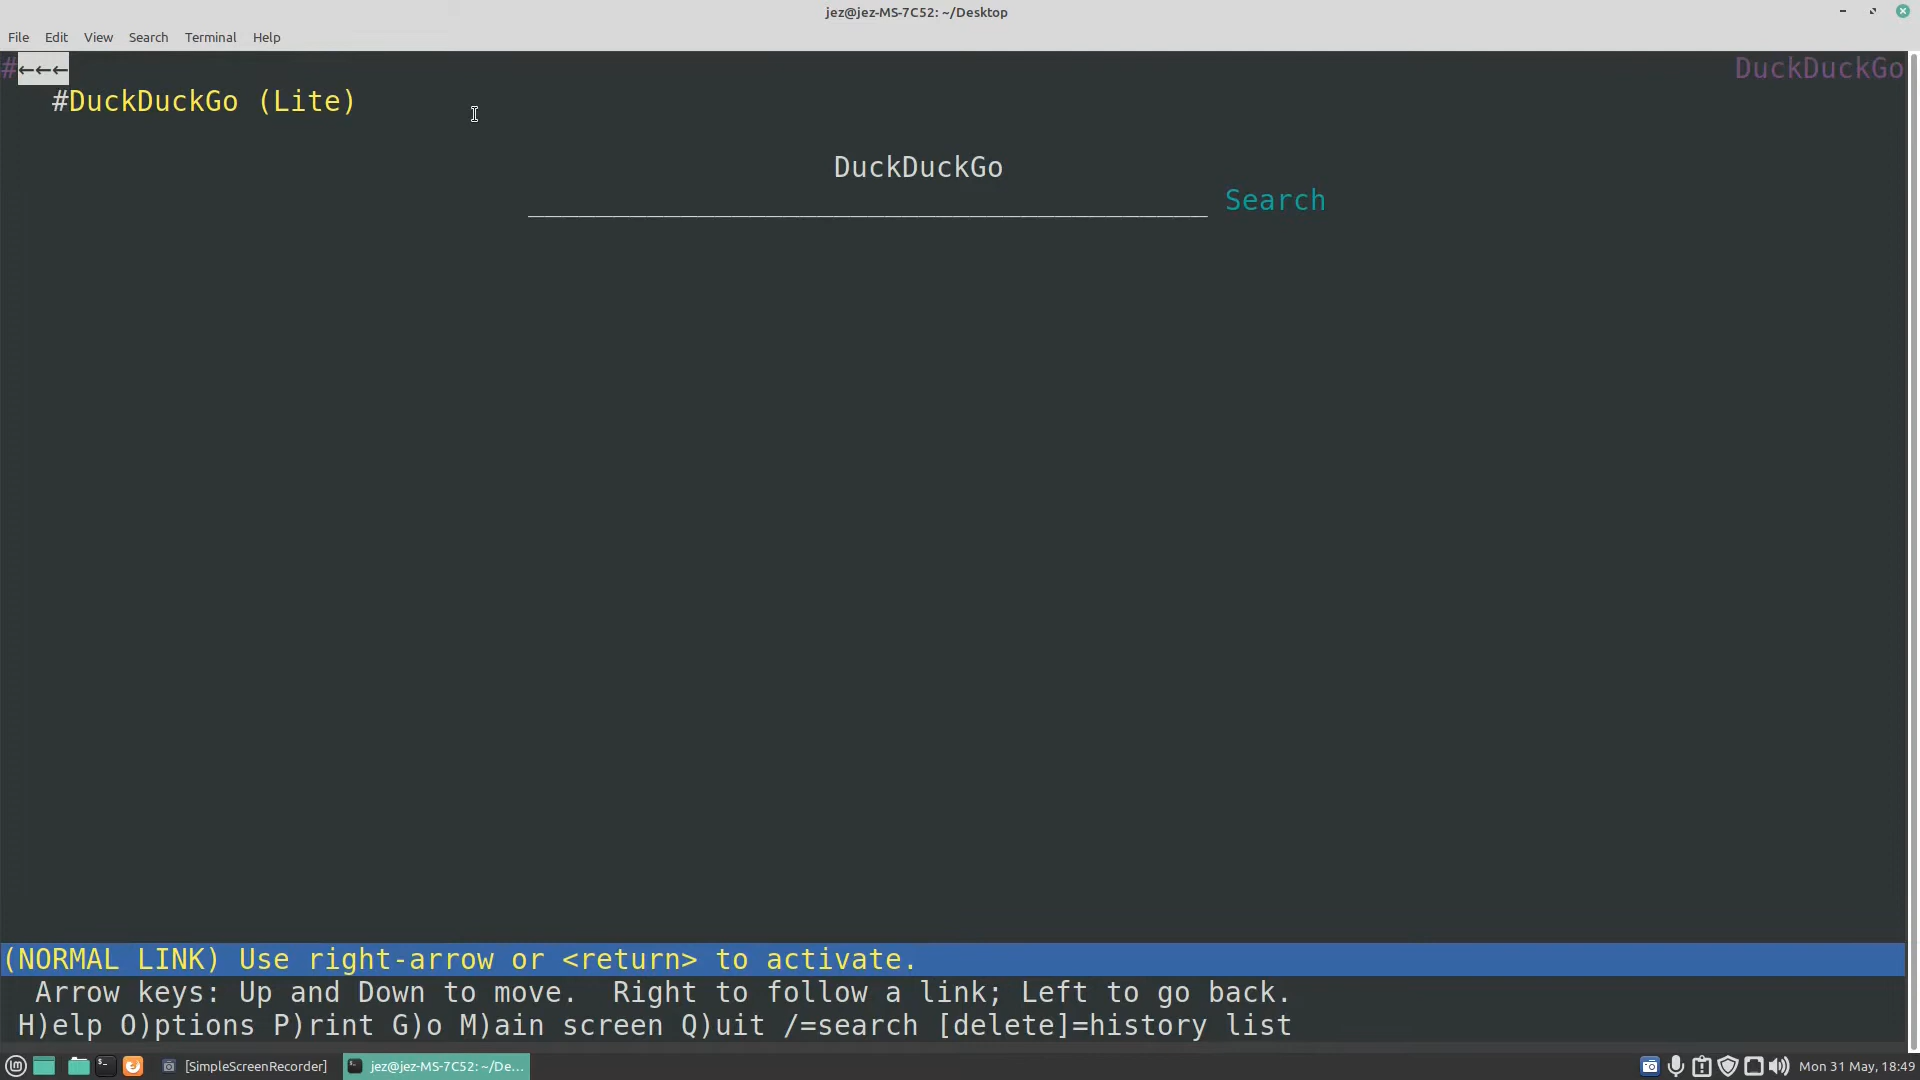 jez@jez-MS-7C52: ~/Desktop
File Edit View Search Terminal Help
#←←← DuckDuckGo
#DuckDuckGo (Lite)
DuckDuckGo
Search
(NORMAL LINK) Use right-arrow or <return> to activate.
Arrow keys: Up and Down to move. Right to follow a link; Left to go back.
H)elp O)ptions P)rint G)o M)ain screen Q)uit /=search [delete]=history list
[SimpleScreenRecorder] jez@jez-MS-7C52: ~/De... Mon 31 May, 18:49